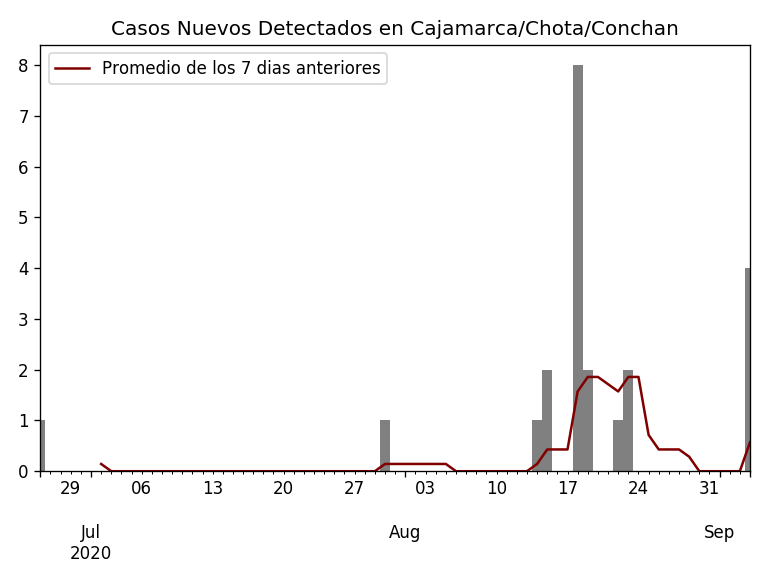 Casos Nuevos Detectados en Cajamarca/Chota/Conchan
Promedio de los 7 dias anteriores
8
7
6
5
4
3
2
1
0
29 06 13 20 27 03 10 17 24 31
Jul Aug Sep
2020